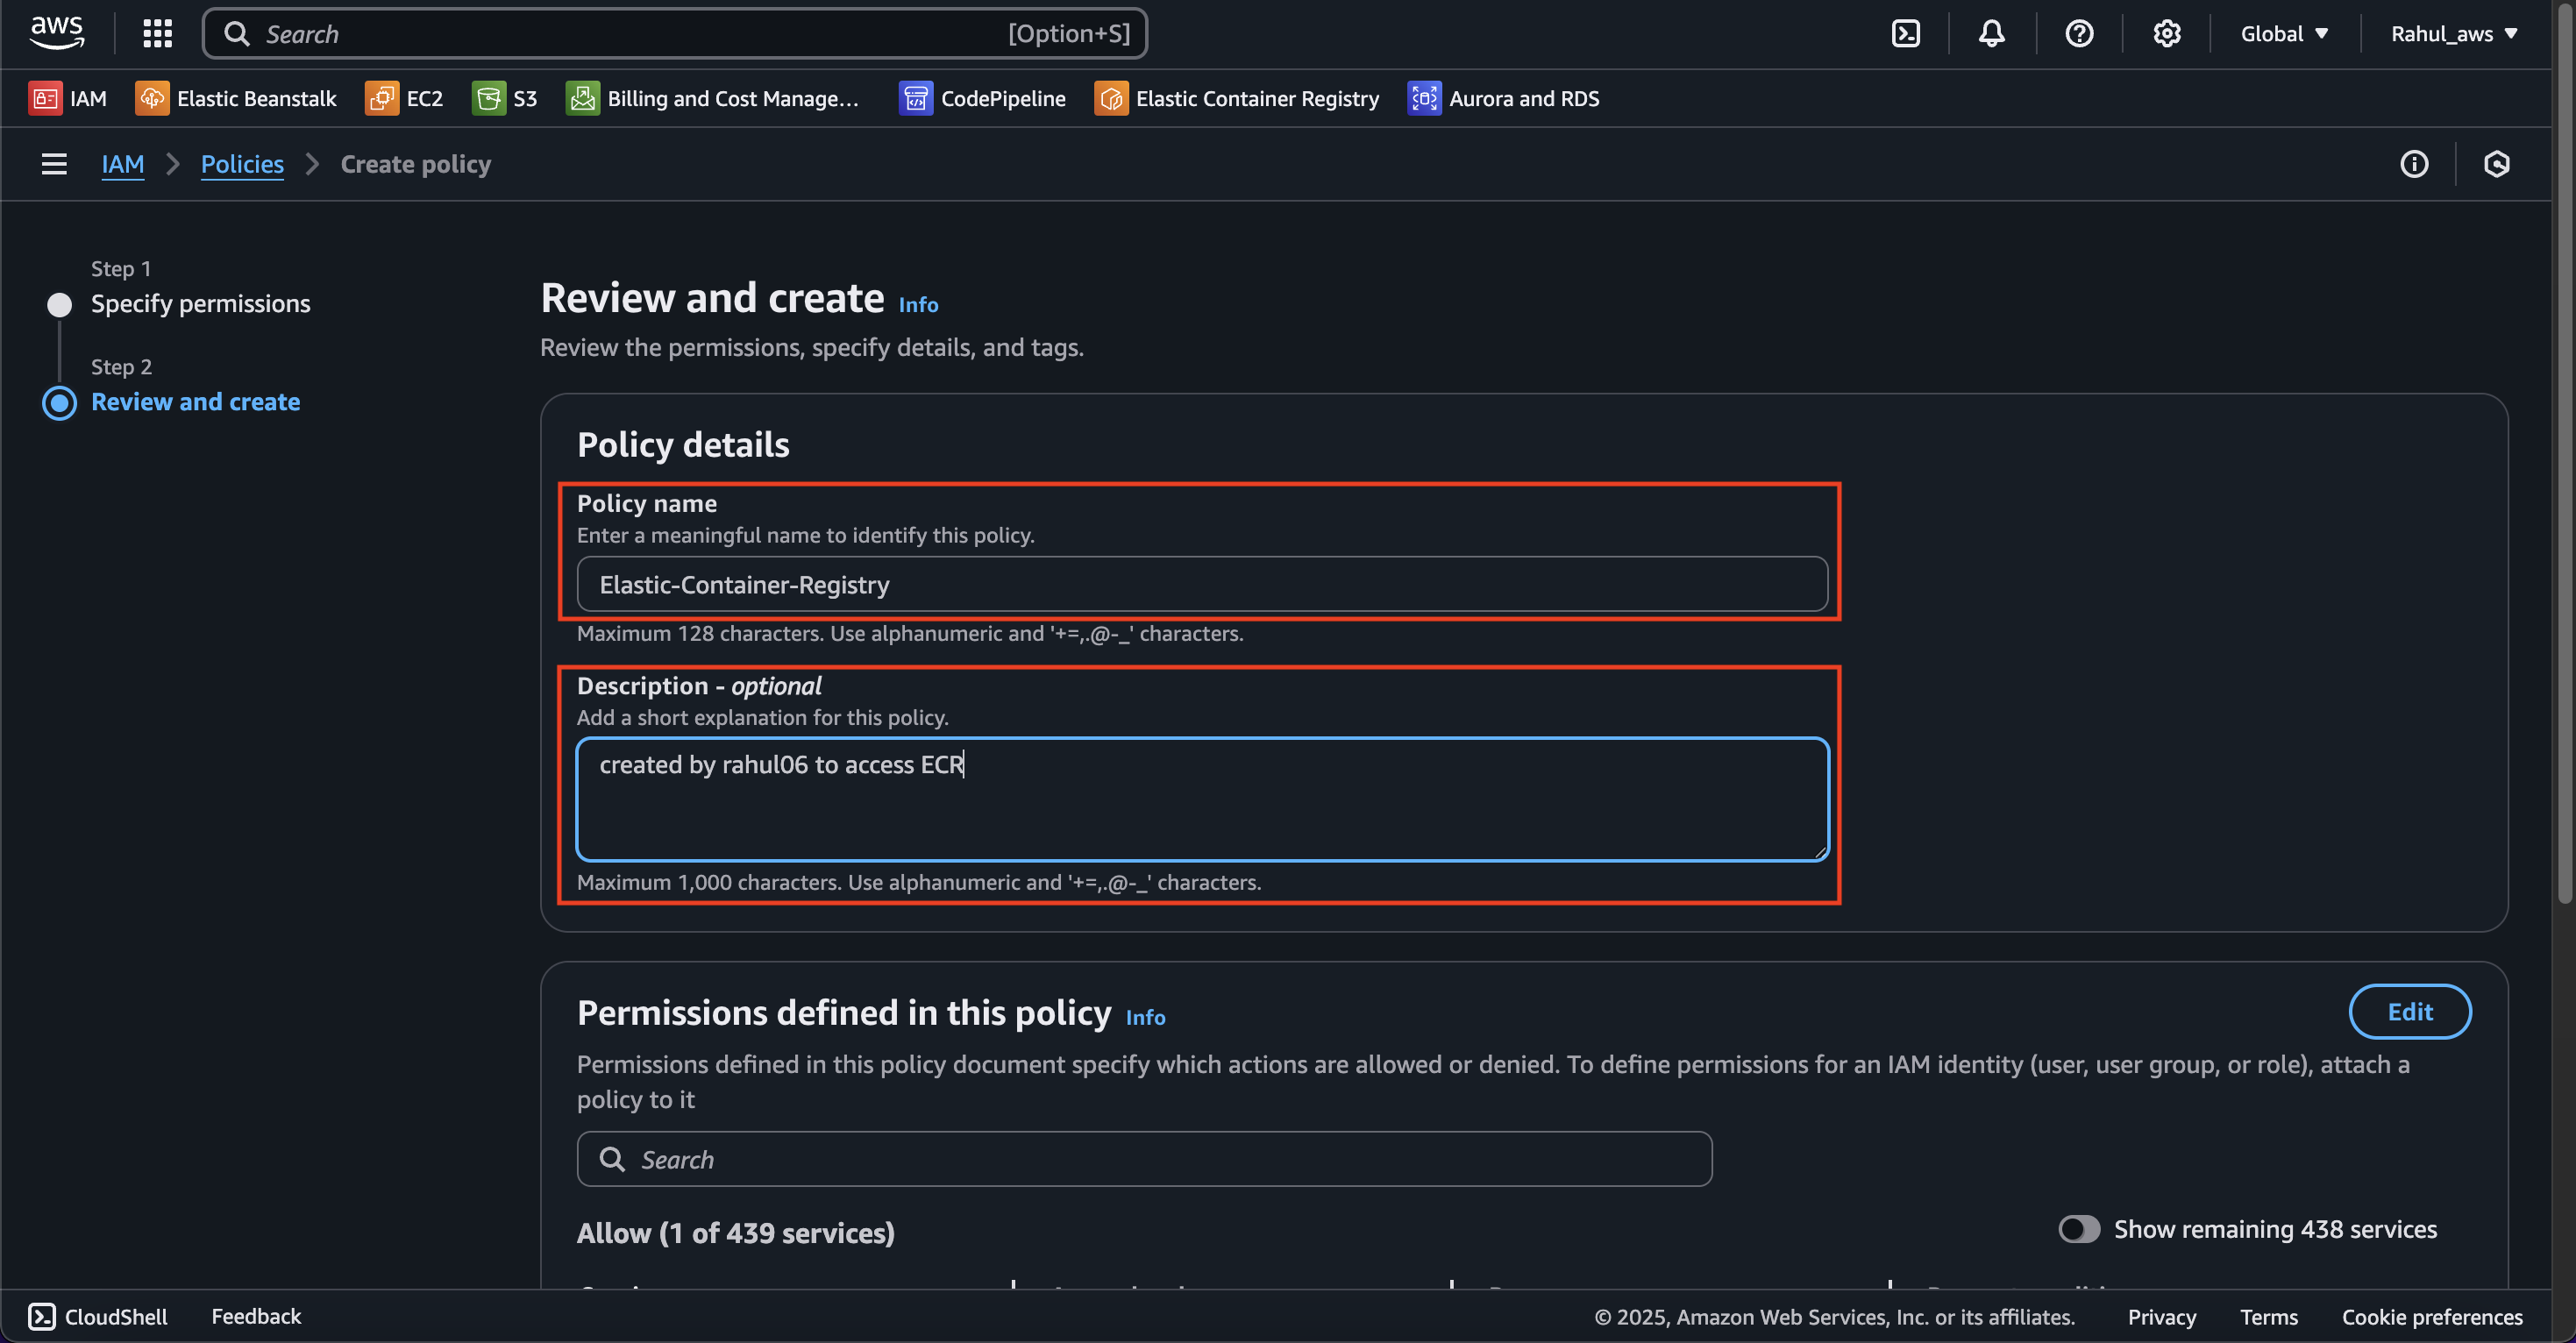 aws
Search [Option+S]
Global Rahul_aws
IAM Elastic Beanstalk EC2 S3 Billing and Cost Manage... CodePipeline Elastic Container Registry Aurora and RDS
IAM Policies Create policy
Step 1
Specify permissions
Step 2
Review and create
Review and create Info
Review the permissions, specify details, and tags.
Policy details
Policy name
Enter a meaningful name to identify this policy.
Elastic-Container-Registry
Maximum 128 characters. Use alphanumeric and '+=,.@-_' characters.
Description - optional
Add a short explanation for this policy.
created by rahul06 to access ECR
Maximum 1,000 characters. Use alphanumeric and '+=,.@-_' characters.
Permissions defined in this policy Info
Edit
Permissions defined in this policy document specify which actions are allowed or denied. To define permissions for an IAM identity (user, user group, or role), attach a
policy to it
Search
Allow (1 of 439 services)
Show remaining 438 services
CloudShell Feedback
© 2025, Amazon Web Services, Inc. or its affiliates. Privacy Terms Cookie preferences